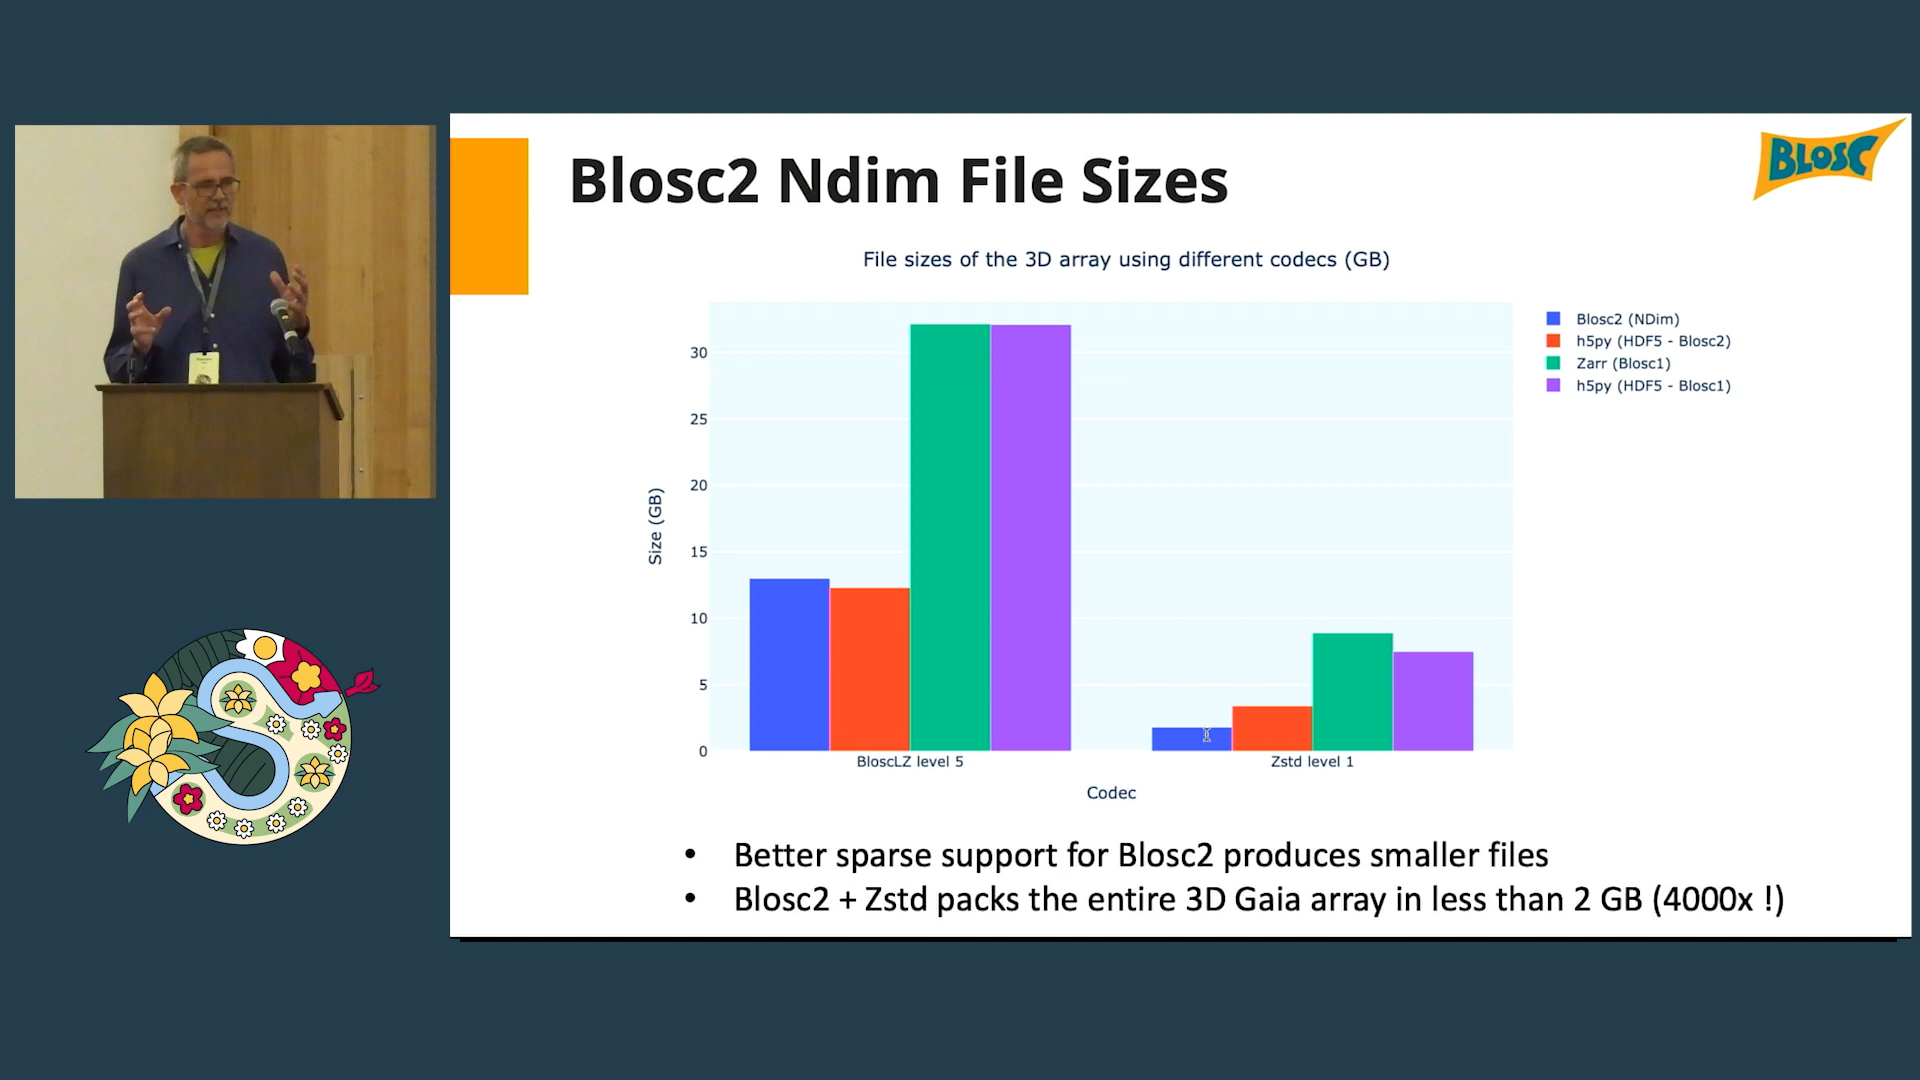 Blosc2 Ndim File Sizes
BLOSC
File sizes of the 3D array using different codecs (GB)
Blosc2 (NDim)
h5py (HDF5 - Blosc2)
Zarr (Blosc1)
h5py (HDF5 - Blosc1)
30
25
20
15
10
5
0
Size (GB)
BloscLZ level 5
Zstd level 1
Codec
• Better sparse support for Blosc2 produces smaller files
• Blosc2 + Zstd packs the entire 3D Gaia array in less than 2 GB (4000x !)